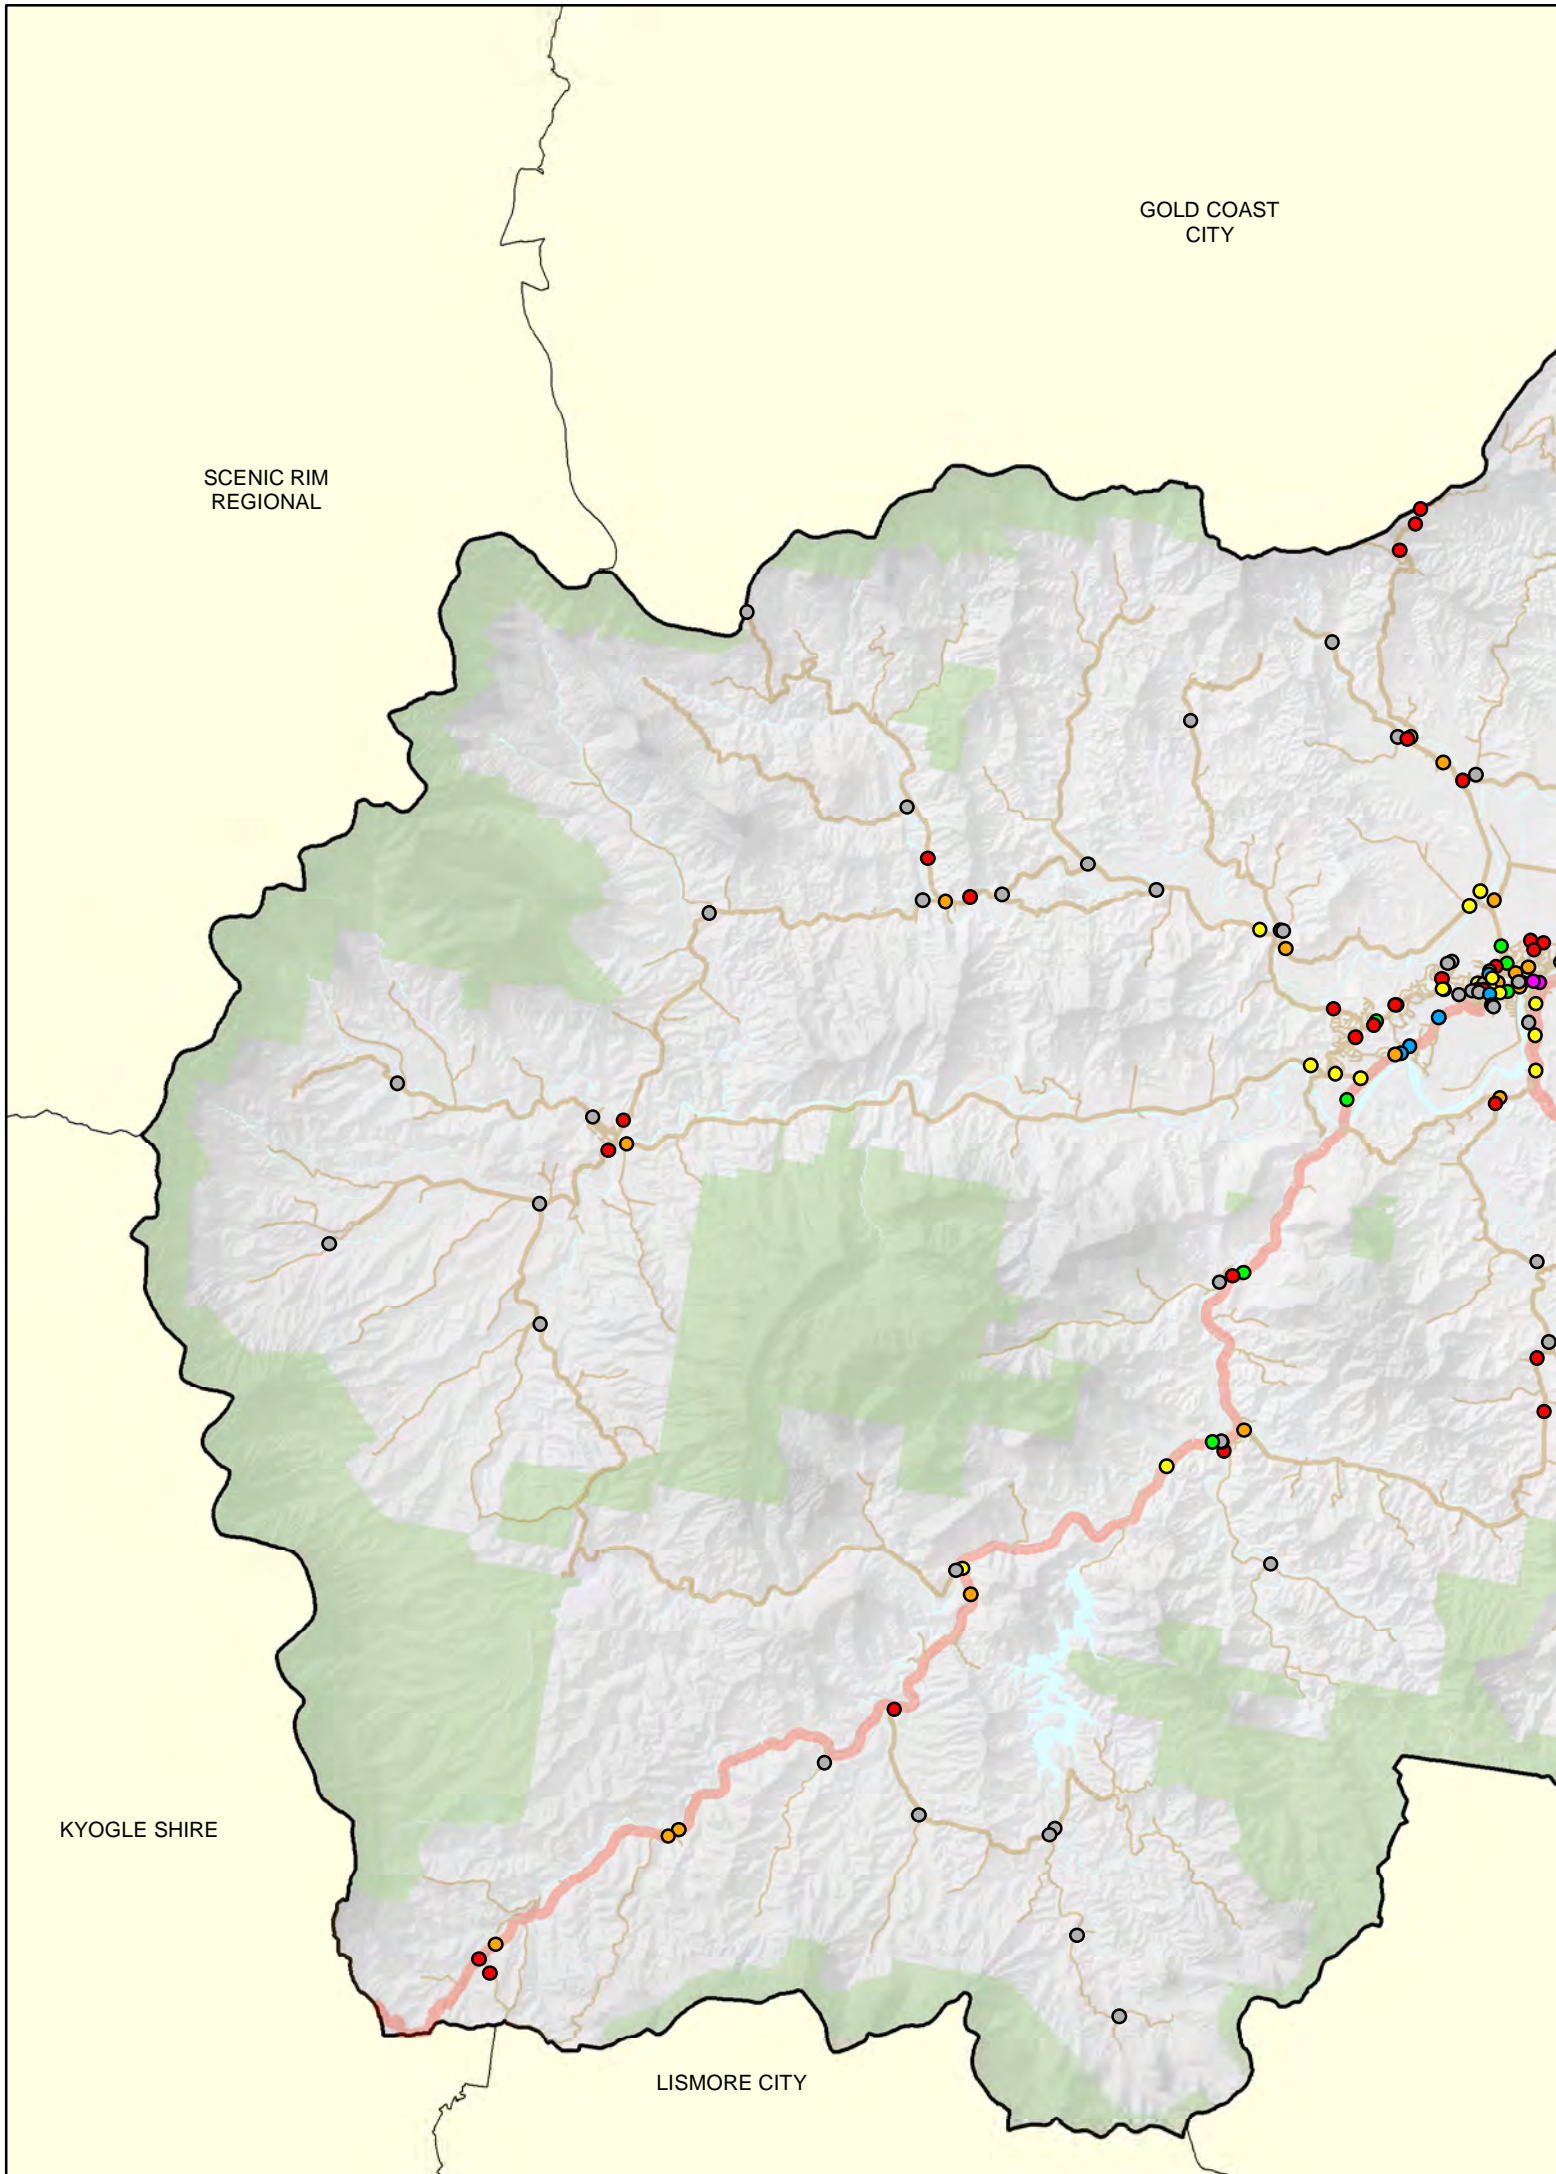 GOLD COAST
CITY
SCENIC RIM
REGIONAL
KYOGLE SHIRE
LISMORE CITY